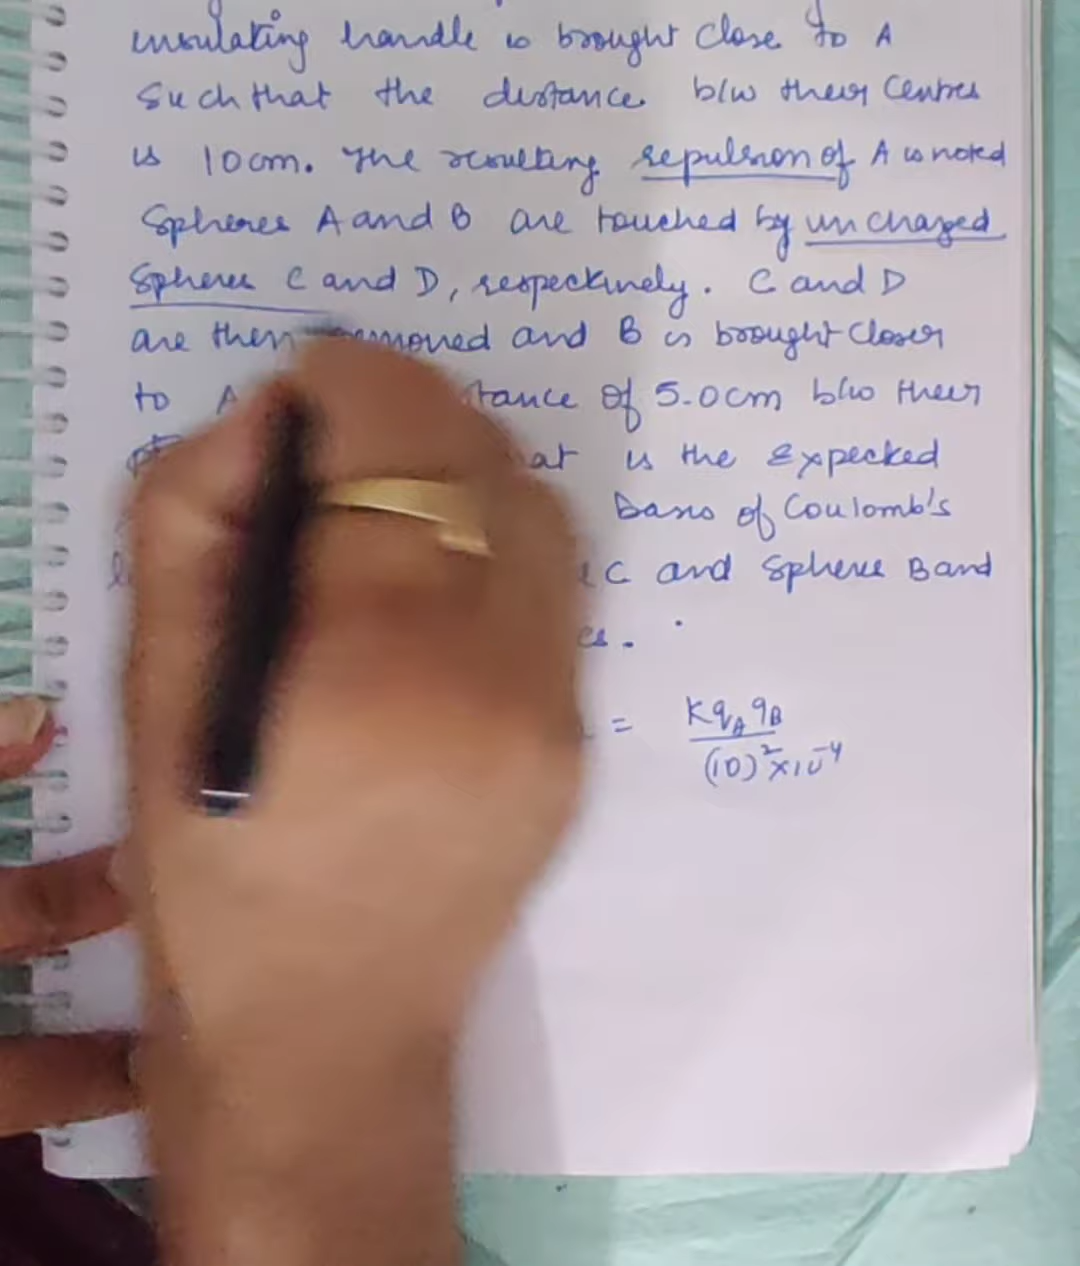 insulating handle is brought close to A
Such that the distance b/w their Centres
is 10cm. The resulting repulsion of A is noted
Spheres A and B are touched by uncharged
Spheres C and D, respectively. C and D
are then removed and B is brought closer
to A tance of 5.0cm b/w their
at is the Expected
basis of Coulomb's
C and Sphere B and
es.
= Kq_A q_B
(10)²×10⁻⁴